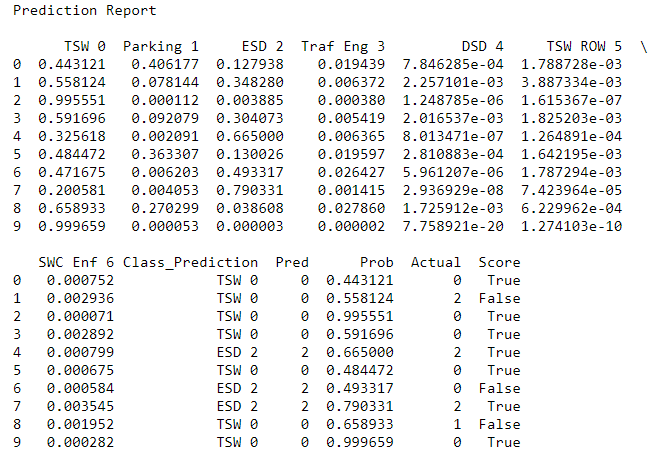 Prediction Report
TSW 0 Parking 1 ESD 2 Traf Eng 3 DSD 4 TSW ROW 5 \
0 0.443121 0.406177 0.127938 0.019439 7.846285e-04 1.788728e-03
1 0.558124 0.078144 0.348280 0.006372 2.257101e-03 3.887334e-03
2 0.995551 0.000112 0.003885 0.000380 1.248785e-06 1.615367e-07
3 0.591696 0.092079 0.304073 0.005419 2.016537e-03 1.825203e-03
4 0.325618 0.002091 0.665000 0.006365 8.013471e-07 1.264891e-04
5 0.484472 0.363307 0.130026 0.019597 2.810883e-04 1.642195e-03
6 0.471675 0.006203 0.493317 0.026427 5.961207e-06 1.787294e-03
7 0.200581 0.004053 0.790331 0.001415 2.936929e-08 7.423964e-05
8 0.658933 0.270299 0.038608 0.027860 1.725912e-03 6.229962e-04
9 0.999659 0.000053 0.000003 0.000002 7.758921e-20 1.274103e-10
SWC Enf 6 Class_Prediction Pred Prob Actual Score
0 0.000752 TSW 0 0 0.443121 0 True
1 0.002936 TSW 0 0 0.558124 2 False
2 0.000071 TSW 0 0 0.995551 0 True
3 0.002892 TSW 0 0 0.591696 0 True
4 0.000799 ESD 2 2 0.665000 2 True
5 0.000675 TSW 0 0 0.484472 0 True
6 0.000584 ESD 2 2 0.493317 0 False
7 0.003545 ESD 2 2 0.790331 2 True
8 0.001952 TSW 0 0 0.658933 1 False
9 0.000282 TSW 0 0 0.999659 0 True